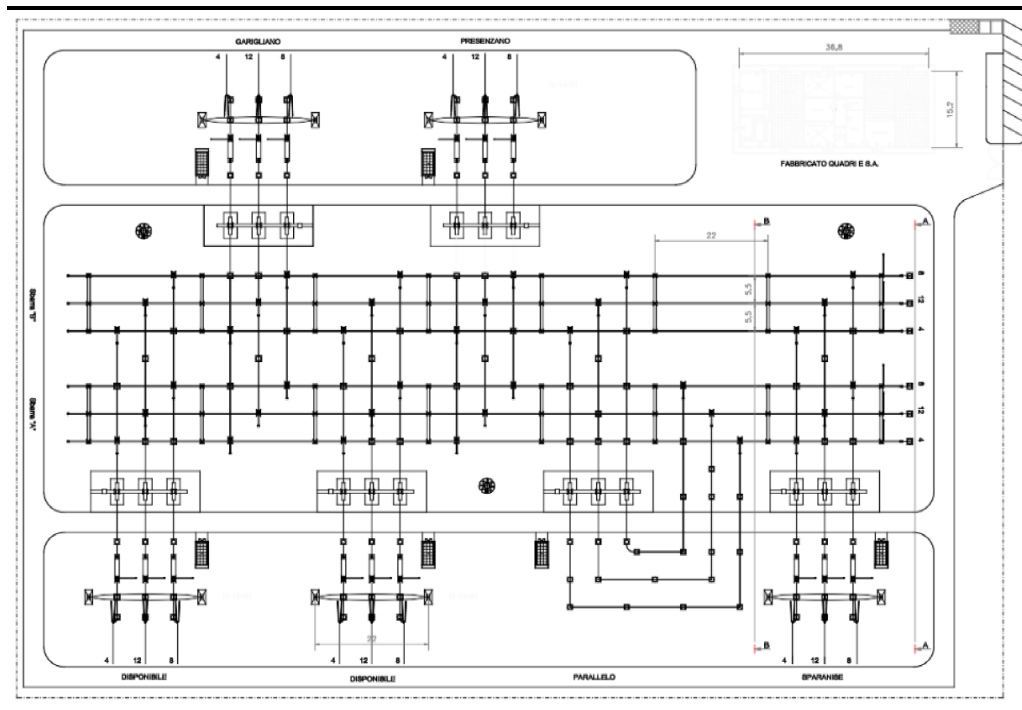 GARIGLIANO
PRESENZANO
4 12 8
4 12 8
36,8
15,2
FABBRICATO QUADRI E S.A.
B
A
22
Sbarra "B"
8
5,5
12
5,5
4
Sbarra "A"
8
12
4
22
B
A
4 12 8
4 12 8
4 12 8
DISPONIBILE
DISPONIBILE
PARALLELO
SPARANISE